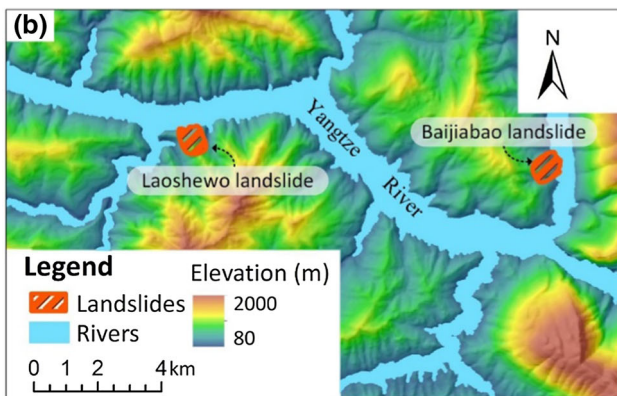 (b)
N
Yangtze
River
Baijiabao landslide
Laoshewo landslide
Legend
Landslides
Rivers
Elevation (m)
2000
80
0 1 2 4 km